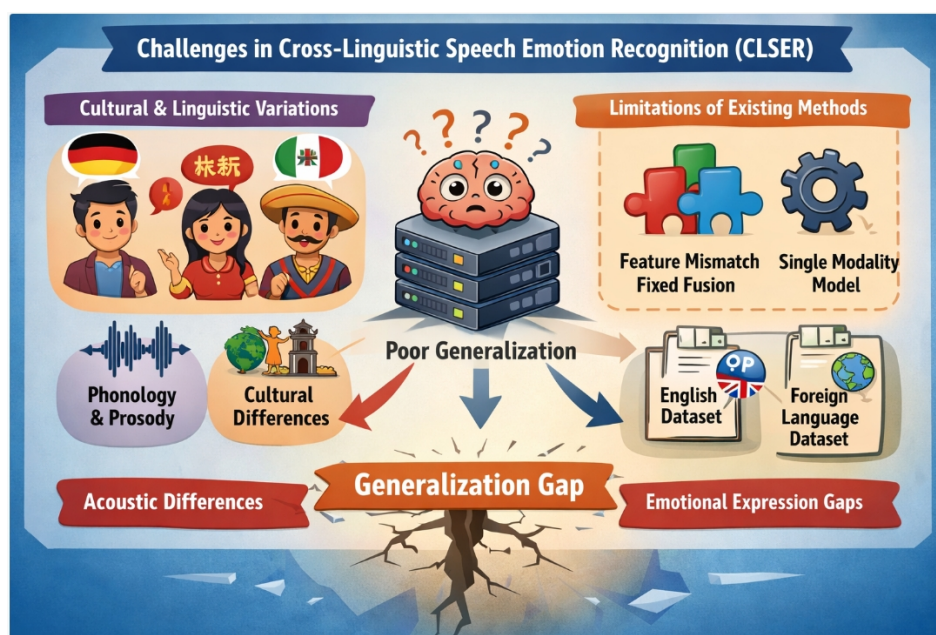 Challenges in Cross-Linguistic Speech Emotion Recognition (CLSER)
Cultural & Linguistic Variations
Limitations of Existing Methods
? ? ? ? ?
Feature Mismatch
Fixed Fusion
Single Modality
Model
Poor Generalization
Phonology
& Prosody
Cultural
Differences
English
Dataset
Foreign
Language
Dataset
Generalization Gap
Acoustic Differences
Emotional Expression Gaps